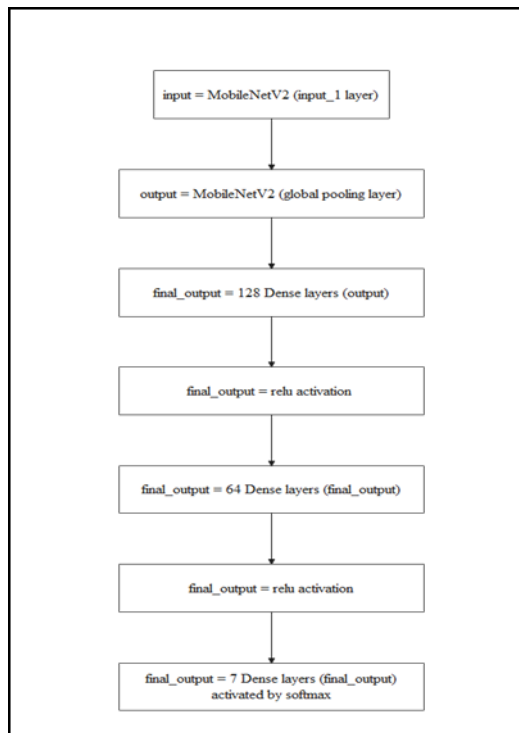 input = MobileNetV2 (input_1 layer)
output = MobileNetV2 (global pooling layer)
final_output = 128 Dense layers (output)
final_output = relu activation
final_output = 64 Dense layers (final_output)
final_output = relu activation
final_output = 7 Dense layers (final_output)
activated by softmax